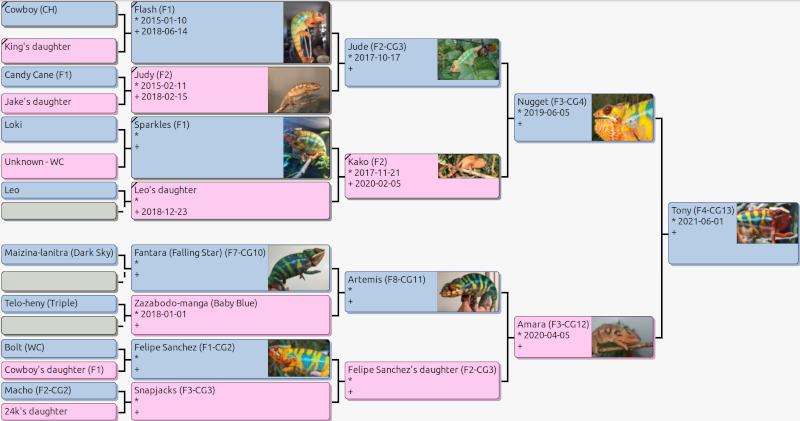 Cowboy (CH)
King's daughter
Candy Cane (F1)
Jake's daughter
Loki
Unknown - WC
Leo
Maizina-lanitra (Dark Sky)
Telo-heny (Triple)
Bolt (WC)
Cowboy's daughter (F1)
Macho (F2-CG2)
24k's daughter
Flash (F1)
* 2015-01-10
+ 2018-06-14
Judy (F2)
* 2015-02-11
+ 2018-02-15
Sparkles (F1)
*
+
Leo's daughter
*
+ 2018-12-23
Fantara (Falling Star) (F7-CG10)
*
+
Zazabodo-manga (Baby Blue)
* 2018-01-01
+
Felipe Sanchez (F1-CG2)
*
+
Snapjacks (F3-CG3)
*
+
Jude (F2-CG3)
* 2017-10-17
+
Kako (F2)
* 2017-11-21
+ 2020-02-05
Artemis (F8-CG11)
*
+
Felipe Sanchez's daughter (F2-CG3)
*
+
Nugget (F3-CG4)
* 2019-06-05
+
Amara (F3-CG12)
* 2020-04-05
+
Tony (F4-CG13)
* 2021-06-01
+